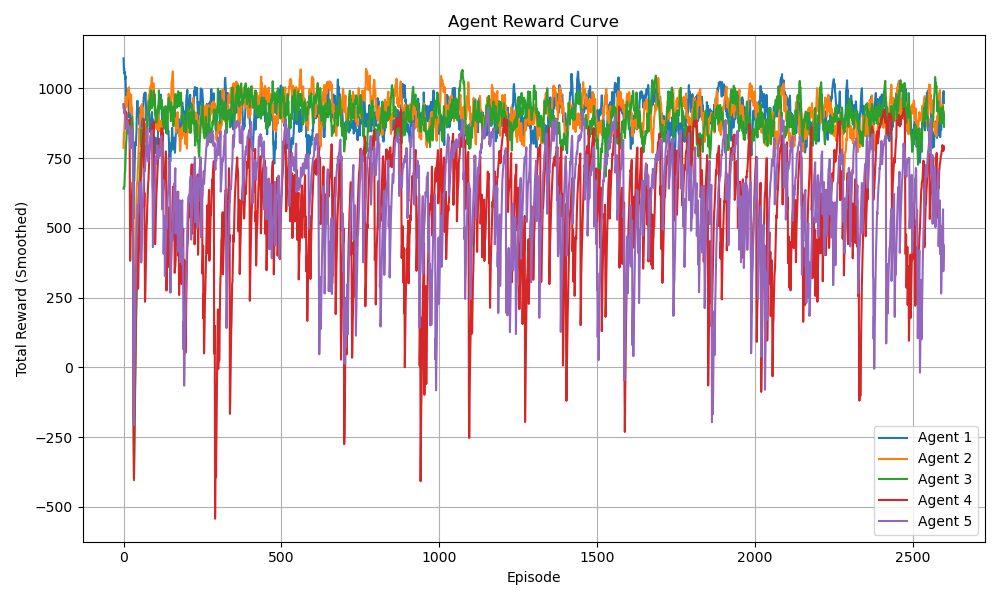 Agent Reward Curve
Total Reward (Smoothed)
1000
750
500
250
0
−250
−500
0
500
1000
1500
2000
2500
Episode
Agent 1
Agent 2
Agent 3
Agent 4
Agent 5